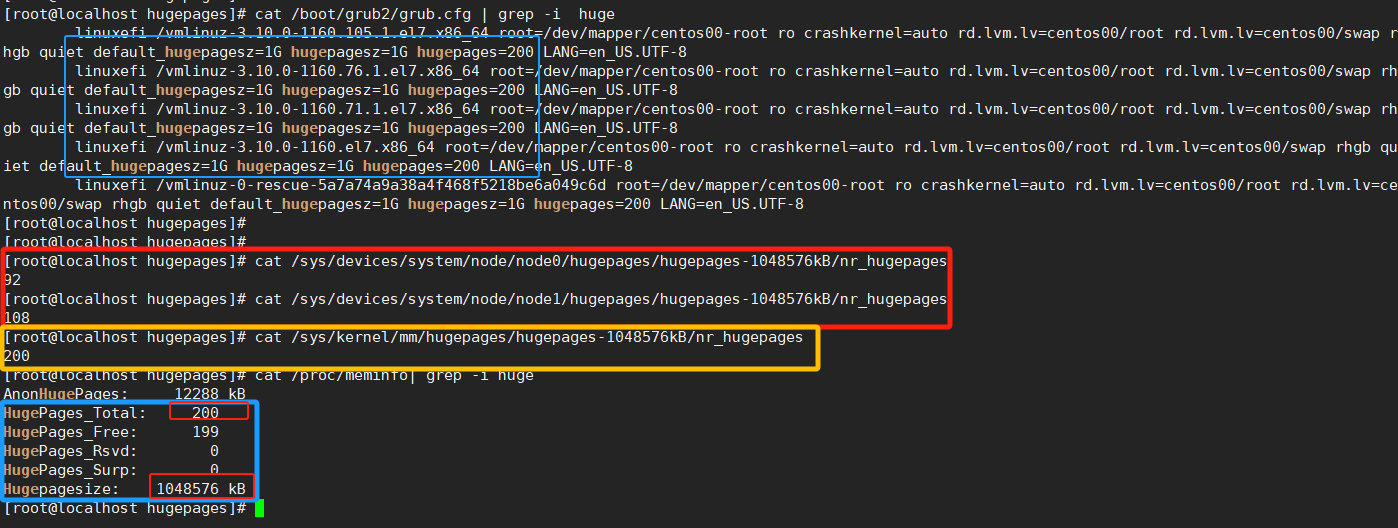 [root@localhost hugepages]# cat /boot/grub2/grub.cfg | grep -i  huge
        linuxefi /vmlinuz-3.10.0-1160.105.1.el7.x86_64 root=/dev/mapper/centos00-root ro crashkernel=auto rd.lvm.lv=centos00/root rd.lvm.lv=centos00/swap r
hgb quiet default_hugepagesz=1G hugepagesz=1G hugepages=200 LANG=en_US.UTF-8
        linuxefi /vmlinuz-3.10.0-1160.76.1.el7.x86_64 root=/dev/mapper/centos00-root ro crashkernel=auto rd.lvm.lv=centos00/root rd.lvm.lv=centos00/swap rh
gb quiet default_hugepagesz=1G hugepagesz=1G hugepages=200 LANG=en_US.UTF-8
        linuxefi /vmlinuz-3.10.0-1160.71.1.el7.x86_64 root=/dev/mapper/centos00-root ro crashkernel=auto rd.lvm.lv=centos00/root rd.lvm.lv=centos00/swap rh
gb quiet default_hugepagesz=1G hugepagesz=1G hugepages=200 LANG=en_US.UTF-8
        linuxefi /vmlinuz-3.10.0-1160.el7.x86_64 root=/dev/mapper/centos00-root ro crashkernel=auto rd.lvm.lv=centos00/root rd.lvm.lv=centos00/swap rhgb qu
iet default_hugepagesz=1G hugepagesz=1G hugepages=200 LANG=en_US.UTF-8
        linuxefi /vmlinuz-0-rescue-5a7a74a9a38a4f468f5218be6a049c6d root=/dev/mapper/centos00-root ro crashkernel=auto rd.lvm.lv=centos00/root rd.lvm.lv=ce
ntos00/swap rhgb quiet default_hugepagesz=1G hugepagesz=1G hugepages=200 LANG=en_US.UTF-8
[root@localhost hugepages]#
[root@localhost hugepages]#
[root@localhost hugepages]# cat /sys/devices/system/node/node0/hugepages/hugepages-1048576kB/nr_hugepages
92
[root@localhost hugepages]# cat /sys/devices/system/node/node1/hugepages/hugepages-1048576kB/nr_hugepages
108
[root@localhost hugepages]# cat /sys/kernel/mm/hugepages/hugepages-1048576kB/nr_hugepages
200
[root@localhost hugepages]# cat /proc/meminfo| grep -i huge
AnonHugePages:     12288 kB
HugePages_Total:     200
HugePages_Free:      199
HugePages_Rsvd:        0
HugePages_Surp:        0
Hugepagesize:    1048576 kB
[root@localhost hugepages]#